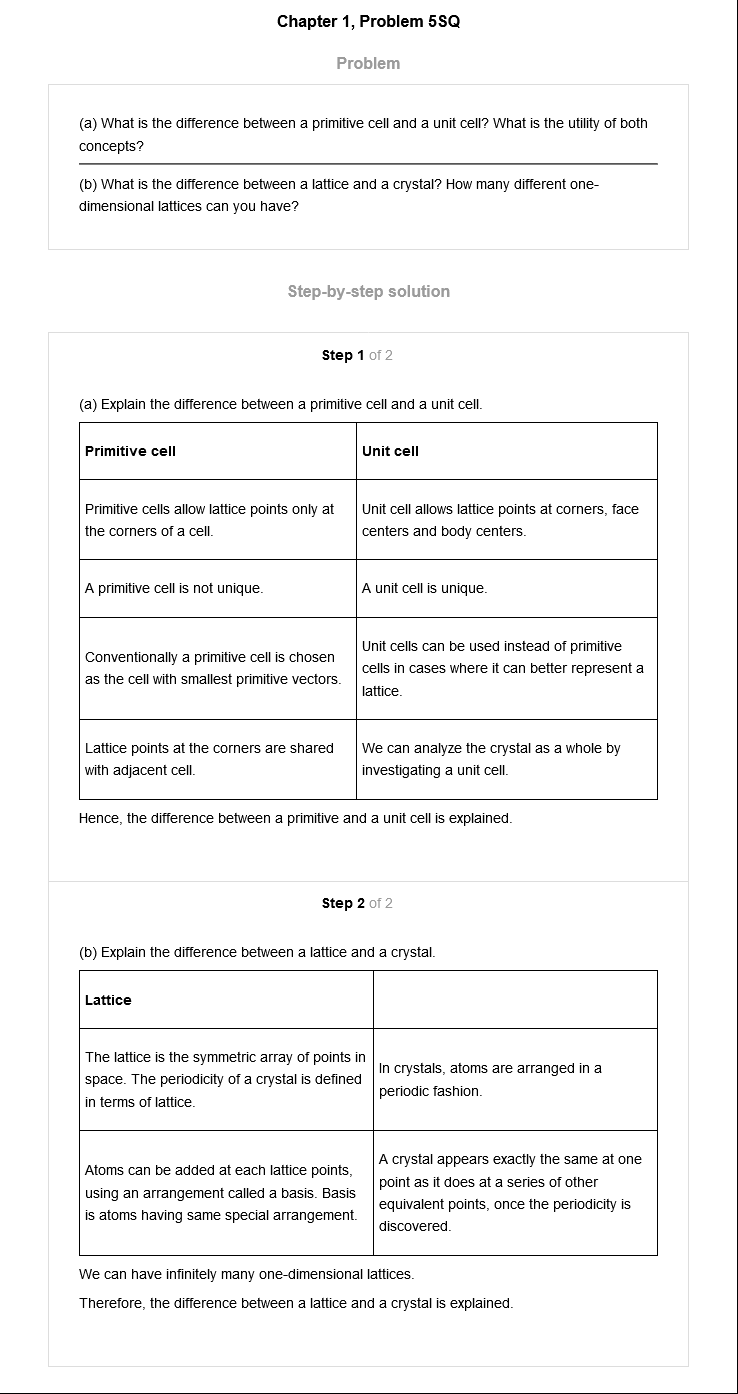 Chapter 1, Problem 5SQ
Problem
(a) What is the difference between a primitive cell and a unit cell? What is the utility of both
concepts?
(b) What is the difference between a lattice and a crystal? How many different one-
dimensional lattices can you have?
Step-by-step solution
Step 1 of 2
(a) Explain the difference between a primitive cell and a unit cell.
Primitive cell
Unit cell
Primitive cells allow lattice points only at
the corners of a cell.
Unit cell allows lattice points at corners, face
centers and body centers.
A primitive cell is not unique.
A unit cell is unique.
Conventionally a primitive cell is chosen
as the cell with smallest primitive vectors.
Unit cells can be used instead of primitive
cells in cases where it can better represent a
lattice.
Lattice points at the corners are shared
with adjacent cell.
We can analyze the crystal as a whole by
investigating a unit cell.
Hence, the difference between a primitive and a unit cell is explained.
Step 2 of 2
(b) Explain the difference between a lattice and a crystal.
Lattice
The lattice is the symmetric array of points in
space. The periodicity of a crystal is defined
in terms of lattice.
In crystals, atoms are arranged in a
periodic fashion.
Atoms can be added at each lattice points,
using an arrangement called a basis. Basis
is atoms having same special arrangement.
A crystal appears exactly the same at one
point as it does at a series of other
equivalent points, once the periodicity is
discovered.
We can have infinitely many one-dimensional lattices.
Therefore, the difference between a lattice and a crystal is explained.